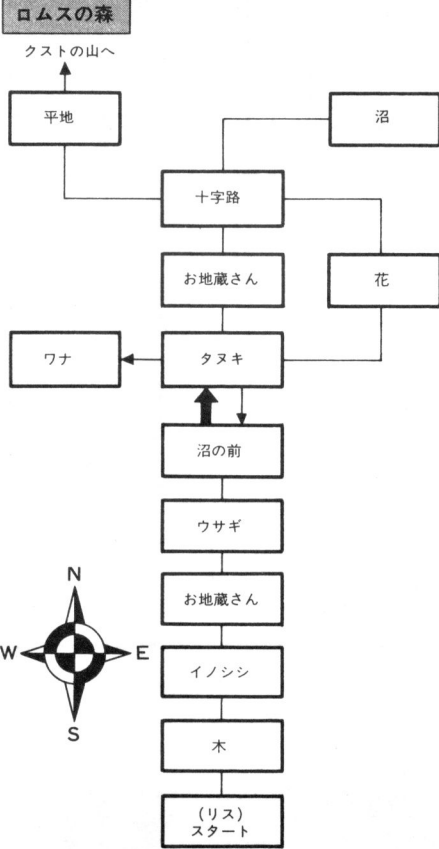 ロムスの森
クストの山へ
平地
沼
十字路
お地蔵さん
花
ワナ
タヌキ
沼の前
ウサギ
お地蔵さん
イノシシ
木
(リス)
スタート
N
W
E
S